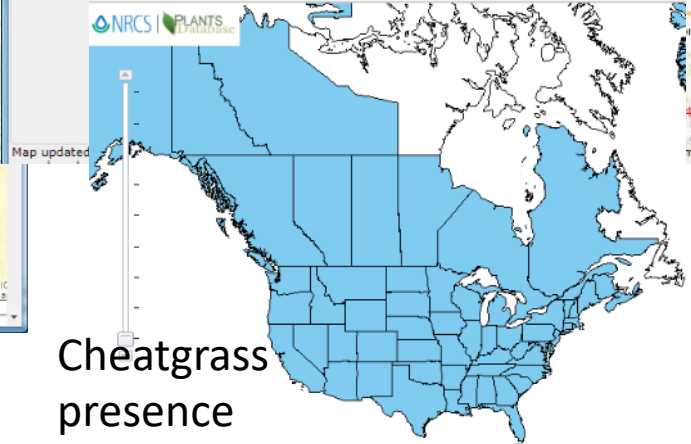 NRCS | PLANTS
Database
Map updated
Cheatgrass
presence